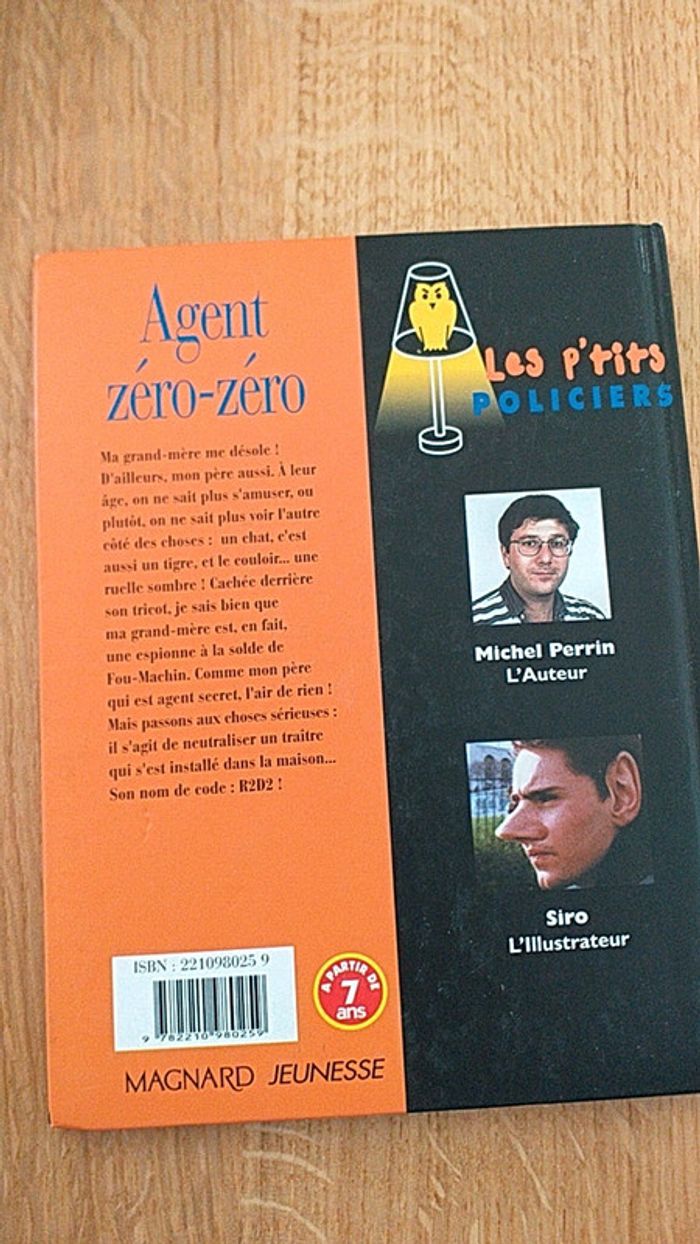 Agent
zéro-zéro
Ma grand-mère me désole !
D'ailleurs, mon père aussi. À leur
âge, on ne sait plus s'amuser, ou
plutôt, on ne sait plus voir l'autre
côté des choses : un chat, c'est
aussi un tigre, et le couloir... une
ruelle sombre ! Cachée derrière
son tricot, je sais bien que
ma grand-mère est, en fait,
une espionne à la solde de
Fou-Machin. Comme mon père
qui est agent secret, l'air de rien !
Mais passons aux choses sérieuses :
il s'agit de neutraliser un traître
qui s'est installé dans la maison...
Son nom de code : R2D2 !
ISBN : 221098025 9
9 782210 980259
A PARTIR DE
7
ans
MAGNARD JEUNESSE
Les p'tits
POLICIERS
Michel Perrin
L'Auteur
Siro
L'Illustrateur